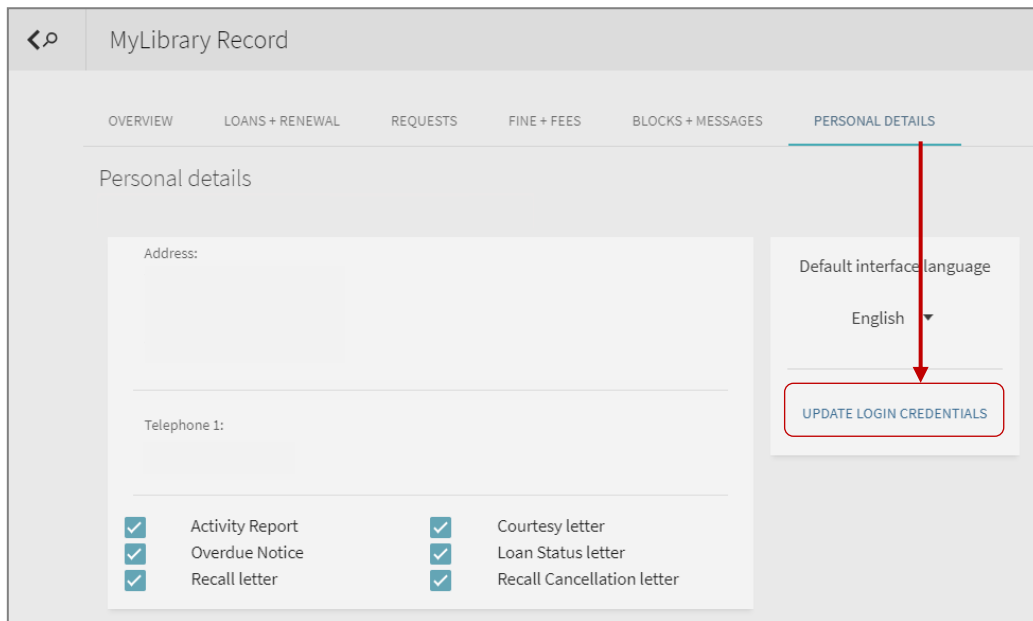 MyLibrary Record
OVERVIEW LOANS + RENEWAL REQUESTS FINE + FEES BLOCKS + MESSAGES PERSONAL DETAILS
Personal details
Address:
Telephone 1:
Activity Report Courtesy letter
Overdue Notice Loan Status letter
Recall letter Recall Cancellation letter
Default interface language
English
UPDATE LOGIN CREDENTIALS